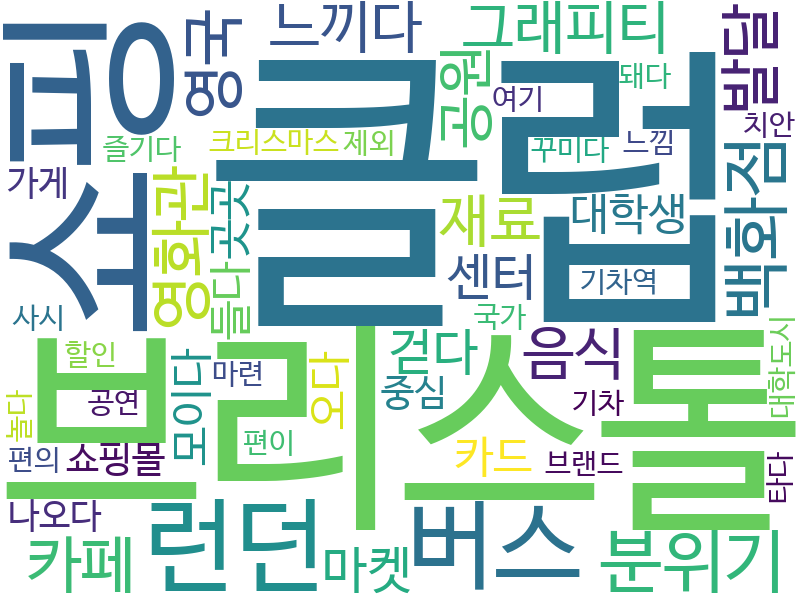 느끼다
그래피티
영국
쇼핑
클럽
공원
여기
돼다
발달
치안
즐기다
크리스마스
제외
꾸미다
느낌
가게
영화관
곳곳
들다
재료
대학생
백화점
센터
기차역
사시
국가
브리스톨
할인
모이다
마련
오다
걷다
중심
음식
기차
대학도시
놀다
공연
편의
쇼핑몰
편이
카드
브랜드
타다
나오다
런던
버스
카페
마켓
분위기